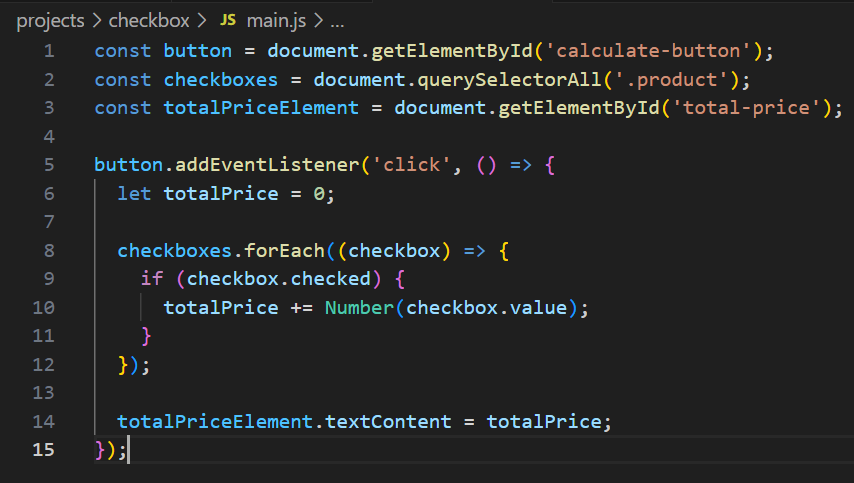 projects > checkbox > JS main.js > ...
1 const button = document.getElementById('calculate-button');
2 const checkboxes = document.querySelectorAll('.product');
3 const totalPriceElement = document.getElementById('total-price');
4
5 button.addEventListener('click', () => {
6   let totalPrice = 0;
7
8   checkboxes.forEach((checkbox) => {
9     if (checkbox.checked) {
10       totalPrice += Number(checkbox.value);
11     }
12   });
13
14   totalPriceElement.textContent = totalPrice;
15 });